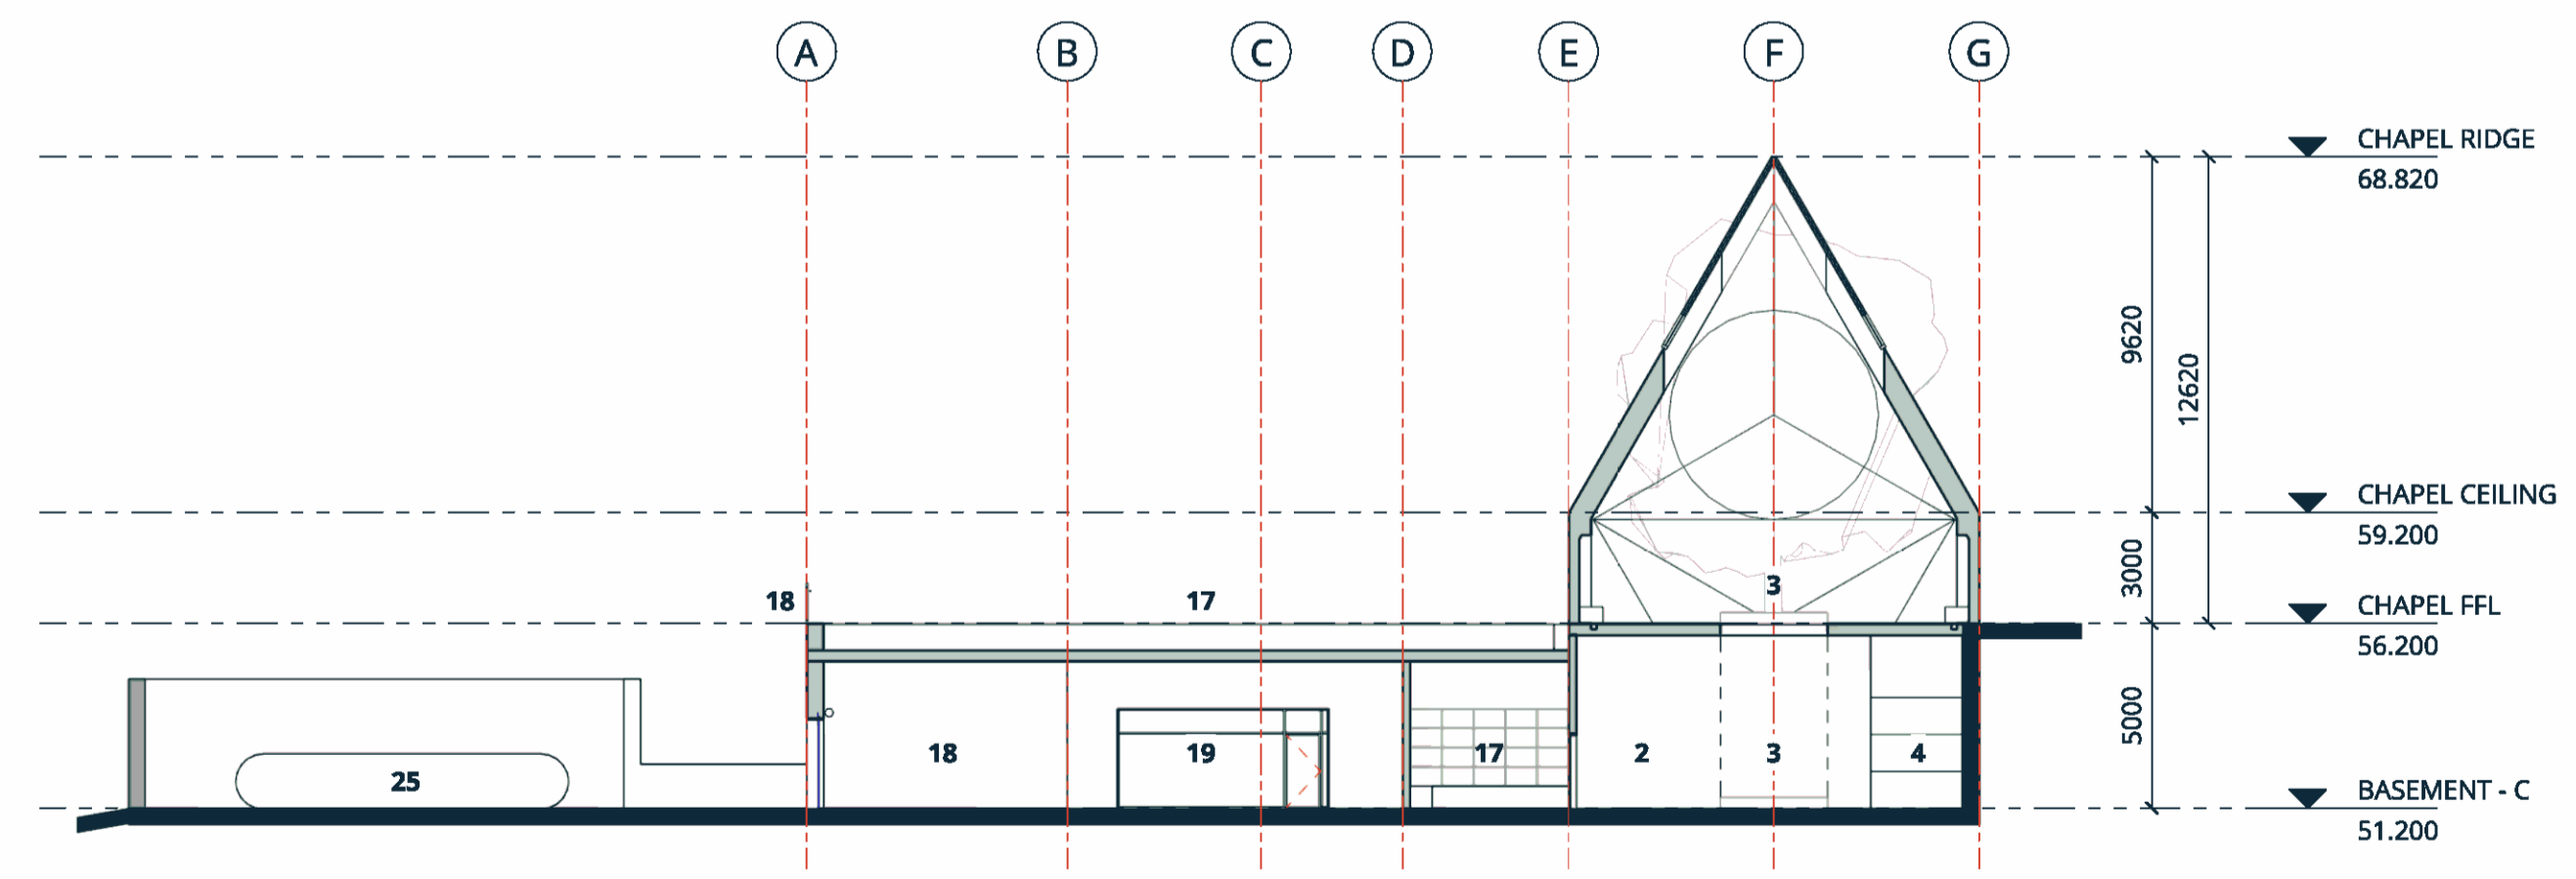 A B C D E F G
CHAPEL RIDGE
68.820
9620
12620
CHAPEL CEILING
59.200
3000
3
18 17
CHAPEL FFL
56.200
5000
18 19 17 2 3 4
25
BASEMENT - C
51.200